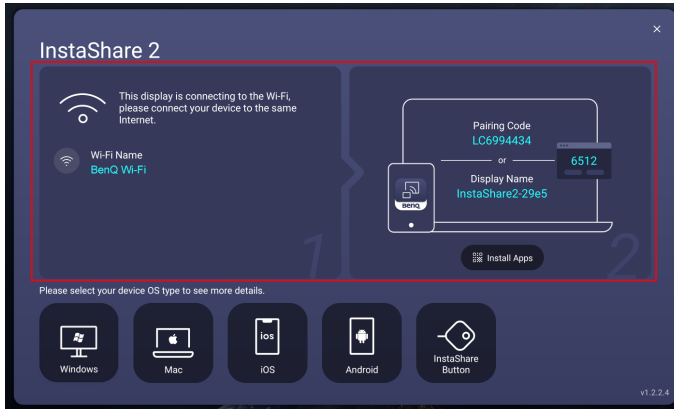 InstaShare 2
This display is connecting to the Wi-Fi,
please connect your device to the same
Internet.
Wi-Fi Name
BenQ Wi-Fi
1
Pairing Code
LC6994434
or
Display Name
InstaShare2-29e5
6512
BenQ
Install Apps
2
Please select your device OS type to see more details.
Windows
Mac
iOS
iOS
Android
InstaShare
Button
v1.2.2.4